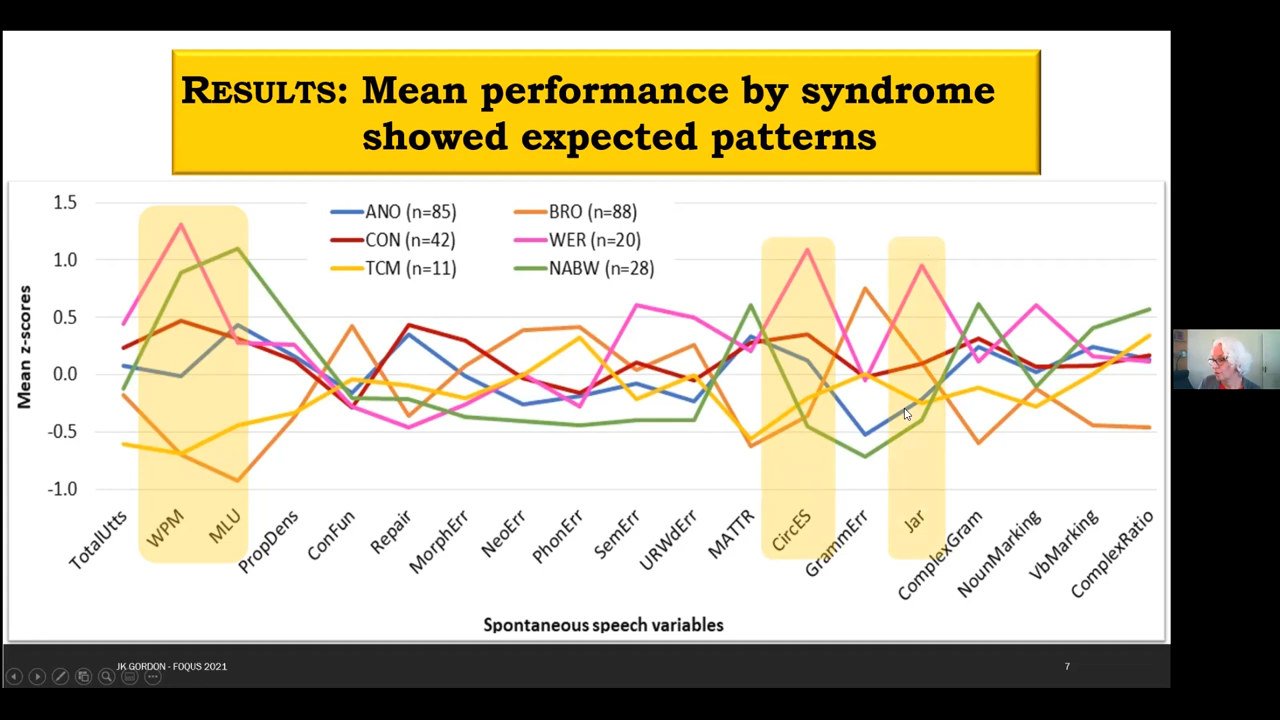 RESULTS: Mean performance by syndrome
showed expected patterns
1.5
1.0
0.5
0.0
-0.5
-1.0
Mean z-scores
ANO (n=85)
BRO (n=88)
CON (n=42)
WER (n=20)
TCM (n=11)
NABW (n=28)
TotalUtts
WPM
MLU
PropDens
ConFun
Repair
MorphErr
NeoErr
PhonErr
SemErr
URWdErr
MATTR
CircES
GrammErr
Jar
ComplexGram
NounMarking
VbMarking
ComplexRatio
Spontaneous speech variables
JK GORDON - FOQUS 2021
7